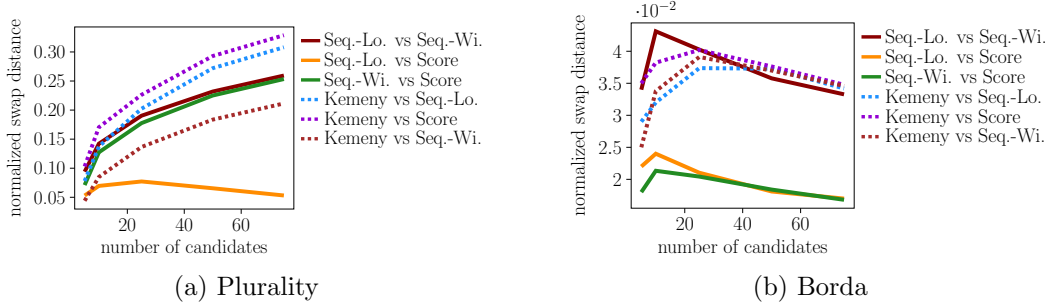 normalized swap distance
0.30
0.25
0.20
0.15
0.10
0.05
20
40
60
number of candidates
Seq.-Lo. vs Seq.-Wi.
Seq.-Lo. vs Score
Seq.-Wi. vs Score
Kemeny vs Seq.-Lo.
Kemeny vs Score
Kemeny vs Seq.-Wi.
(a) Plurality
·10⁻²
normalized swap distance
4
3.5
3
2.5
2
20
40
60
number of candidates
Seq.-Lo. vs Seq.-Wi.
Seq.-Lo. vs Score
Seq.-Wi. vs Score
Kemeny vs Seq.-Lo.
Kemeny vs Score
Kemeny vs Seq.-Wi.
(b) Borda